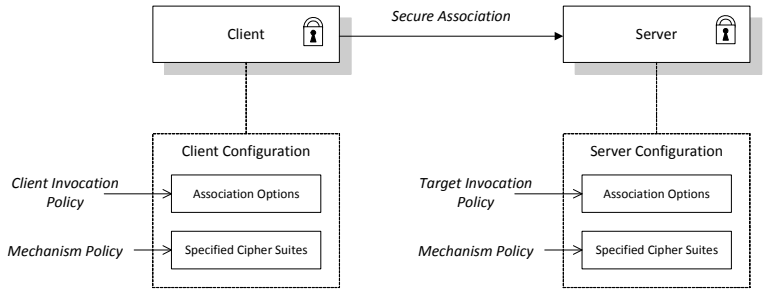 Secure Association
Client
Server
Client Configuration
Client Invocation
Policy
Association Options
Mechanism Policy
Specified Cipher Suites
Server Configuration
Target Invocation
Policy
Association Options
Mechanism Policy
Specified Cipher Suites